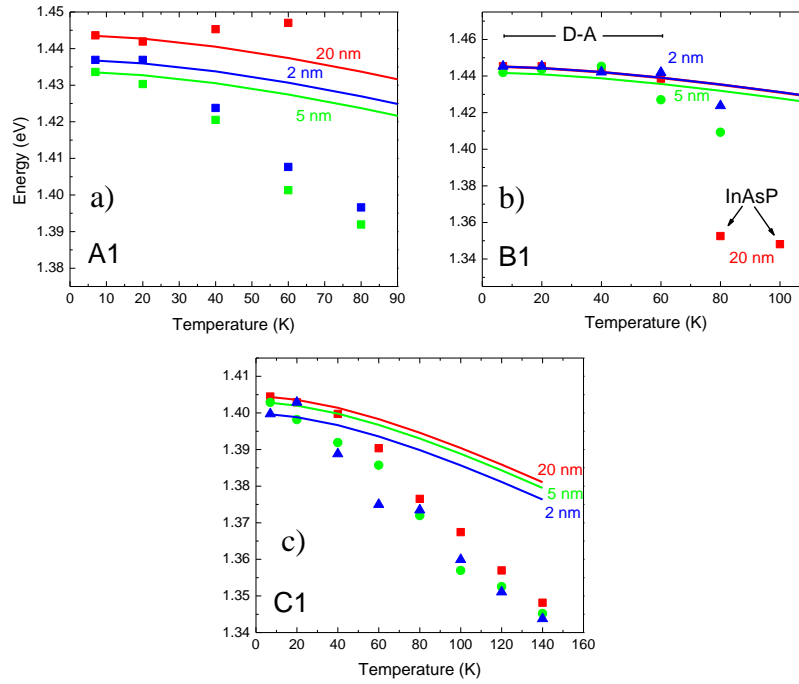 1.45
1.44
1.43
1.42
1.41
1.40
1.39
1.38
Energy (eV)
20 nm
2 nm
5 nm
a)
A1
0 10 20 30 40 50 60 70 80 90
Temperature (K)
1.46
1.44
1.42
1.40
1.38
1.36
1.34
D-A
2 nm
5 nm
b)
InAsP
20 nm
B1
0 20 40 60 80 100
Temperature (K)
1.41
1.40
1.39
1.38
1.37
1.36
1.35
1.34
20 nm
5 nm
2 nm
c)
C1
0 20 40 60 80 100 120 140 160
Temperature (K)